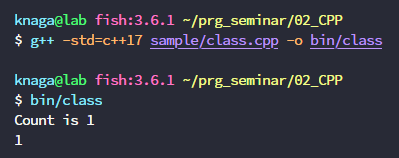 knaga@lab fish:3.6.1 ~/prg_seminar/02_CPP
$ g++ -std=c++17 sample/class.cpp -o bin/class
knaga@lab fish:3.6.1 ~/prg_seminar/02_CPP
$ bin/class
Count is 1
1